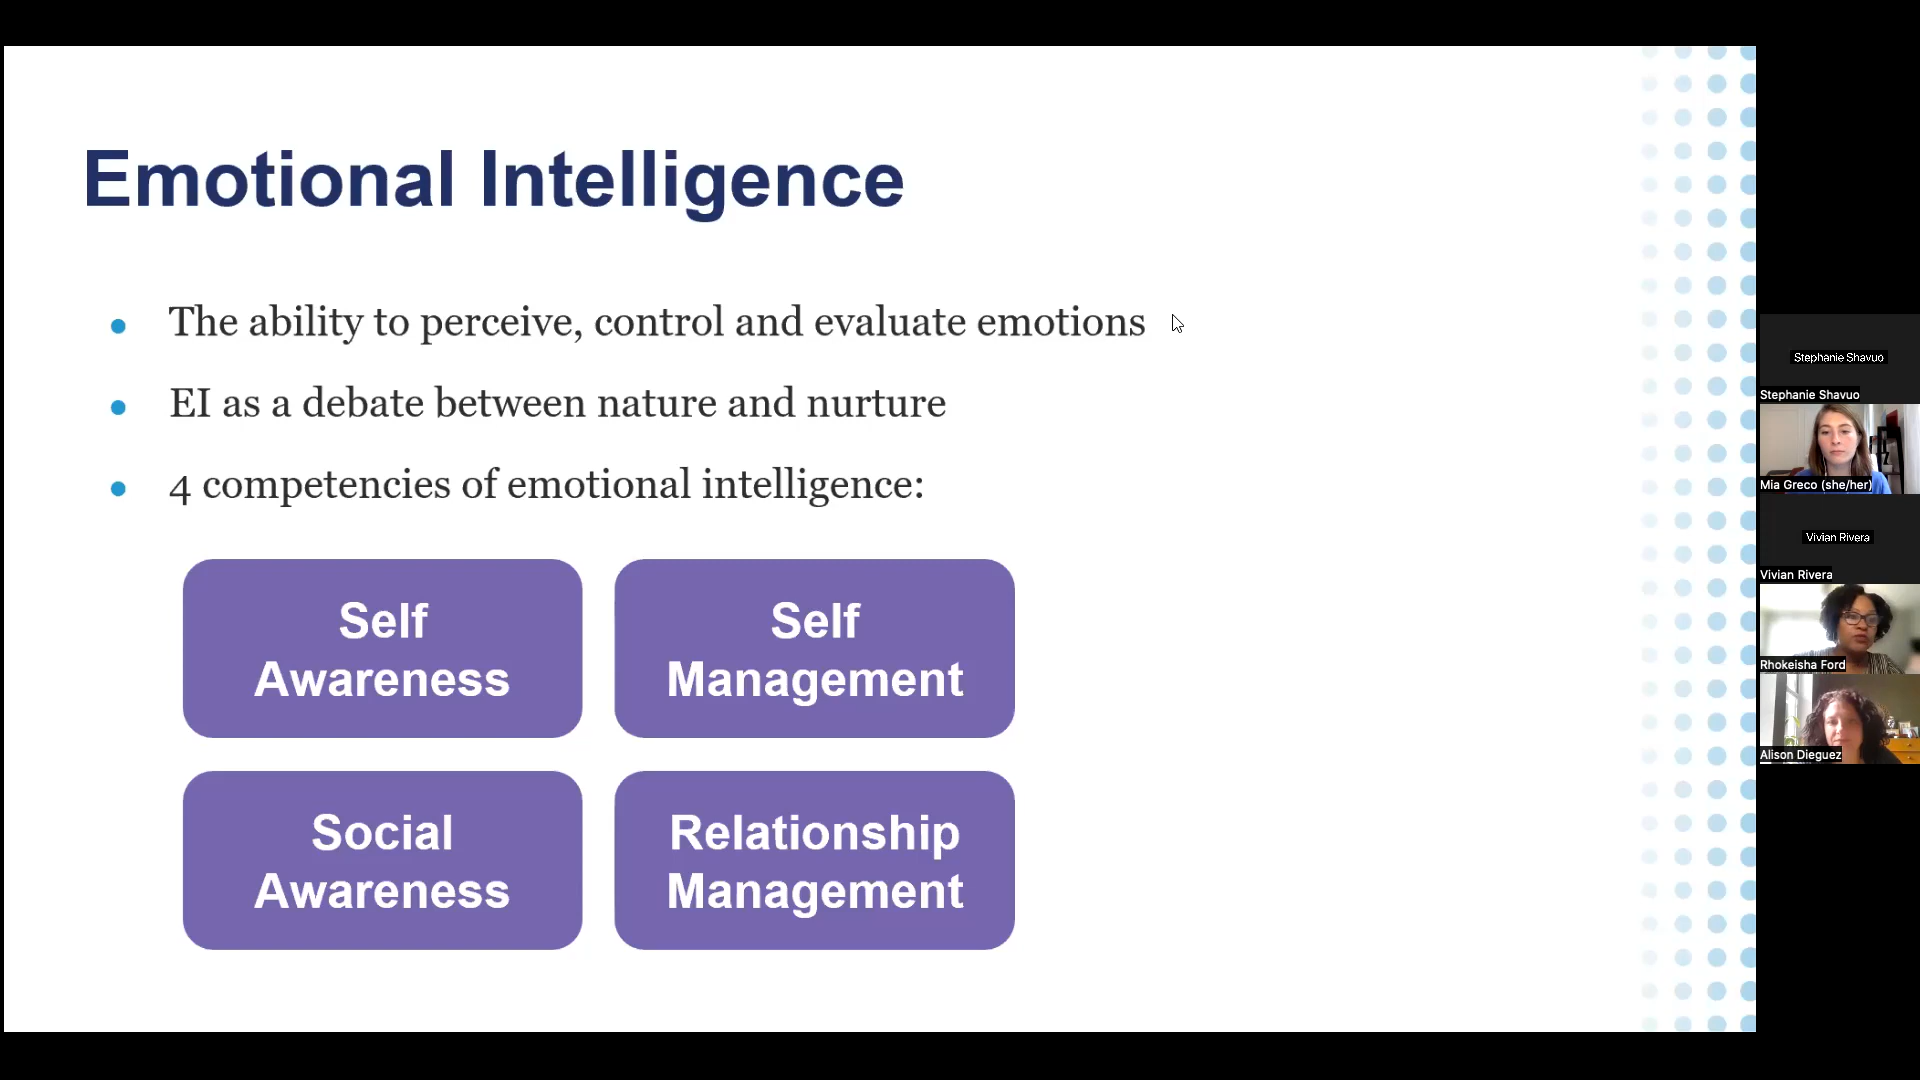 Emotional Intelligence
The ability to perceive, control and evaluate emotions
EI as a debate between nature and nurture
4 competencies of emotional intelligence:
Self
Awareness
Self
Management
Social
Awareness
Relationship
Management
Stephanie Shavuo
Stephanie Shavuo
Mia Greco (she/her)
Vivian Rivera
Vivian Rivera
Rhokeisha Ford
Alison Dieguez